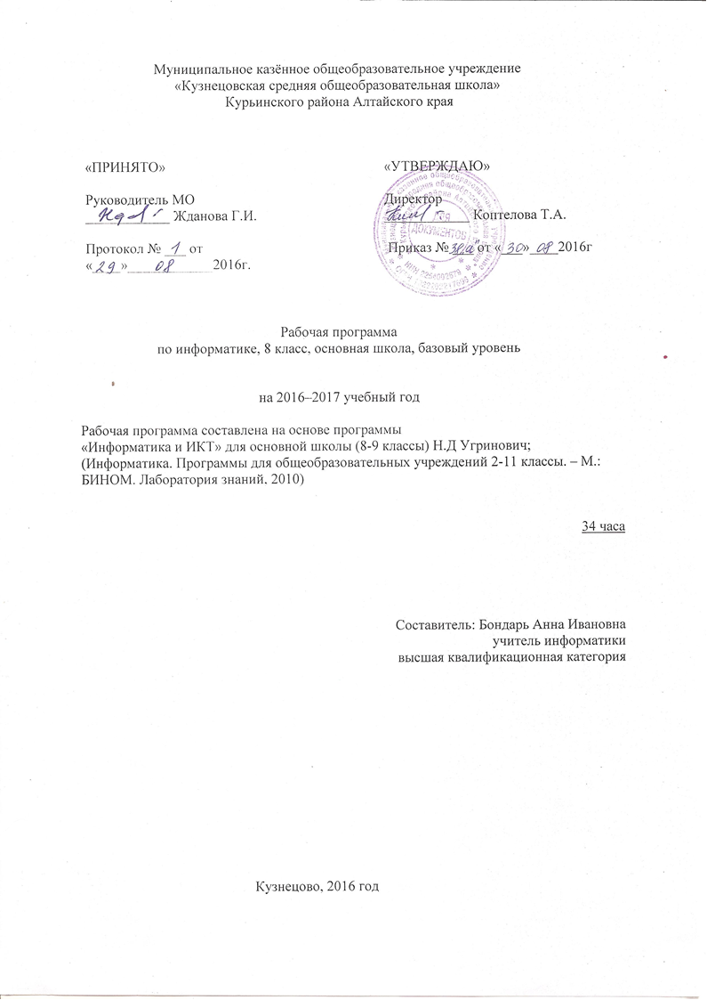 Муниципальное казённое общеобразовательное учреждение
«Кузнецовская средняя общеобразовательная школа»
Курьинского района Алтайского края
«ПРИНЯТО»
Руководитель МО
Жданова Г.И.
Протокол № 1 от
«29» 08 2016г.
«УТВЕРЖДАЮ»
Директор
Коптелова Т.А.
Приказ № от «30» 08 2016г
ДОКУМЕНТОВ
Рабочая программа
по информатике, 8 класс, основная школа, базовый уровень
на 2016–2017 учебный год
Рабочая программа составлена на основе программы
«Информатика и ИКТ» для основной школы (8-9 классы) Н.Д Угринович;
(Информатика. Программы для общеобразовательных учреждений 2-11 классы. – М.:
БИНОМ. Лаборатория знаний, 2010)
34 часа
Составитель: Бондарь Анна Ивановна
учитель информатики
высшая квалификационная категория
Кузнецово, 2016 год